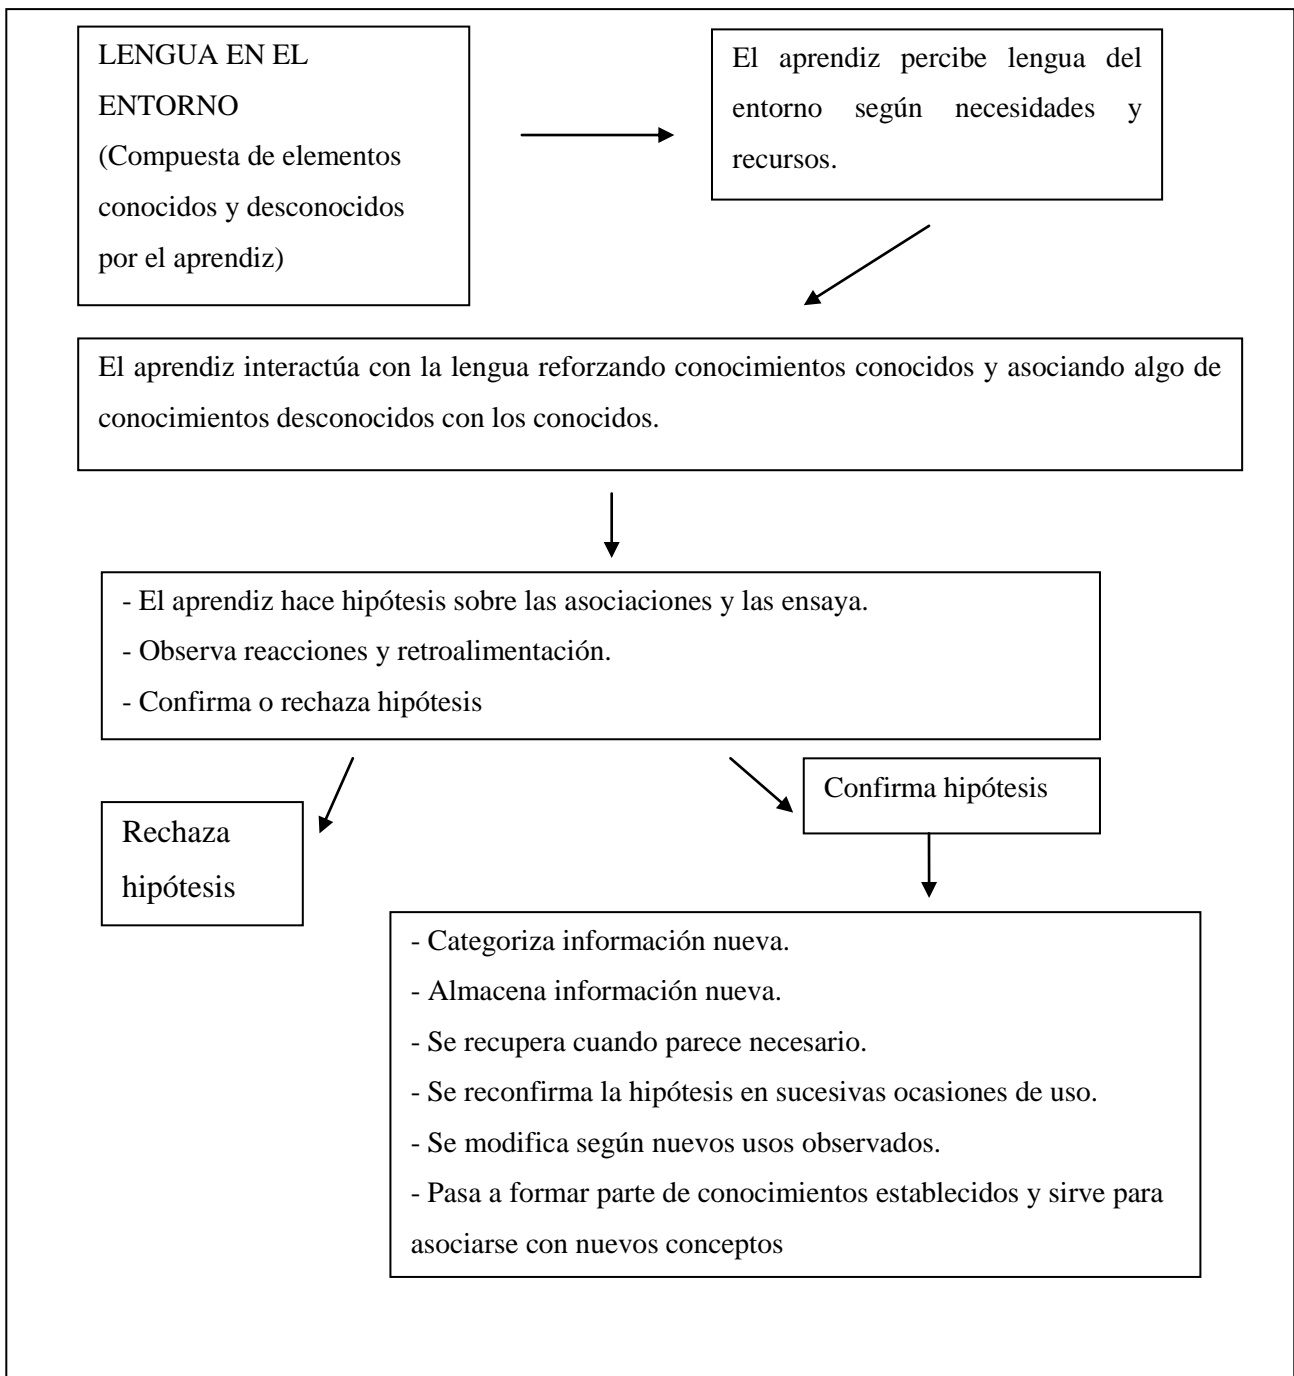 LENGUA EN EL
ENTORNO
(Compuesta de elementos
conocidos y desconocidos
por el aprendiz)
El aprendiz percibe lengua del
entorno según necesidades y
recursos.
El aprendiz interactúa con la lengua reforzando conocimientos conocidos y asociando algo de
conocimientos desconocidos con los conocidos.
- El aprendiz hace hipótesis sobre las asociaciones y las ensaya.
- Observa reacciones y retroalimentación.
- Confirma o rechaza hipótesis
Rechaza
hipótesis
Confirma hipótesis
- Categoriza información nueva.
- Almacena información nueva.
- Se recupera cuando parece necesario.
- Se reconfirma la hipótesis en sucesivas ocasiones de uso.
- Se modifica según nuevos usos observados.
- Pasa a formar parte de conocimientos establecidos y sirve para
asociarse con nuevos conceptos